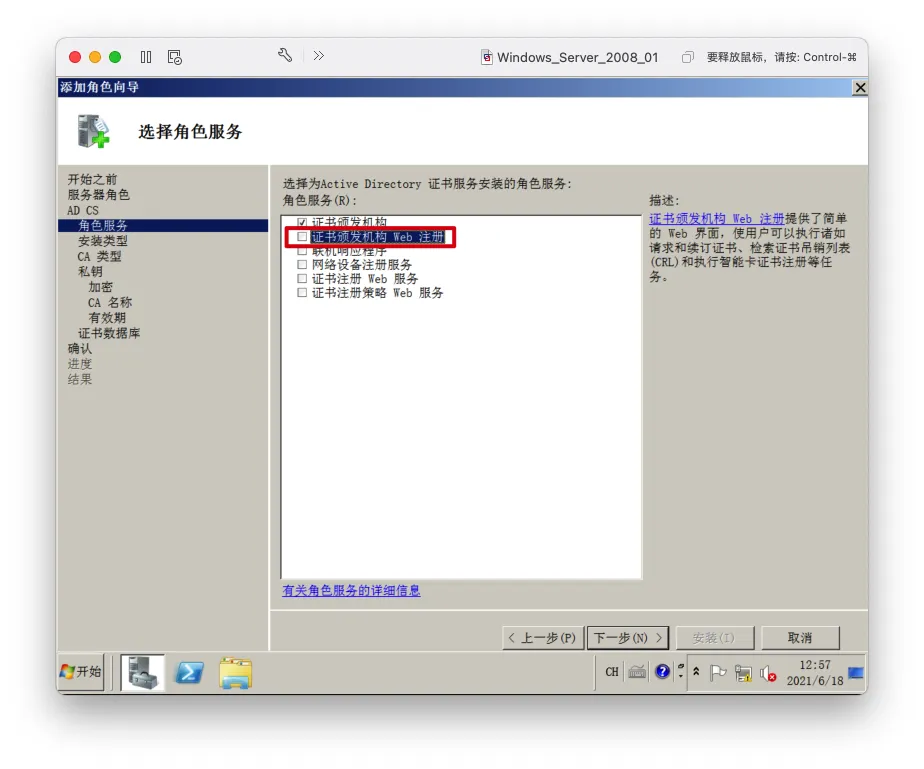 Windows_Server_2008_01
要释放鼠标，请按: Control-⌘
添加角色向导
选择角色服务
开始之前
服务器角色
AD CS
角色服务
安装类型
CA 类型
私钥
加密
CA 名称
有效期
证书数据库
确认
进度
结果
选择为Active Directory 证书服务安装的角色服务:
角色服务(R):
证书颁发机构
证书颁发机构 Web 注册
联机响应程序
网络设备注册服务
证书注册 Web 服务
证书注册策略 Web 服务
有关角色服务的详细信息
描述:
证书颁发机构 Web 注册提供了简单
的 Web 界面，使用户可以执行诸如
请求和续订证书、检索证书吊销列表
(CRL)和执行智能卡证书注册等任
务。
< 上一步(P)
下一步(N) >
安装(I)
取消
开始
CH
12:57
2021/6/18